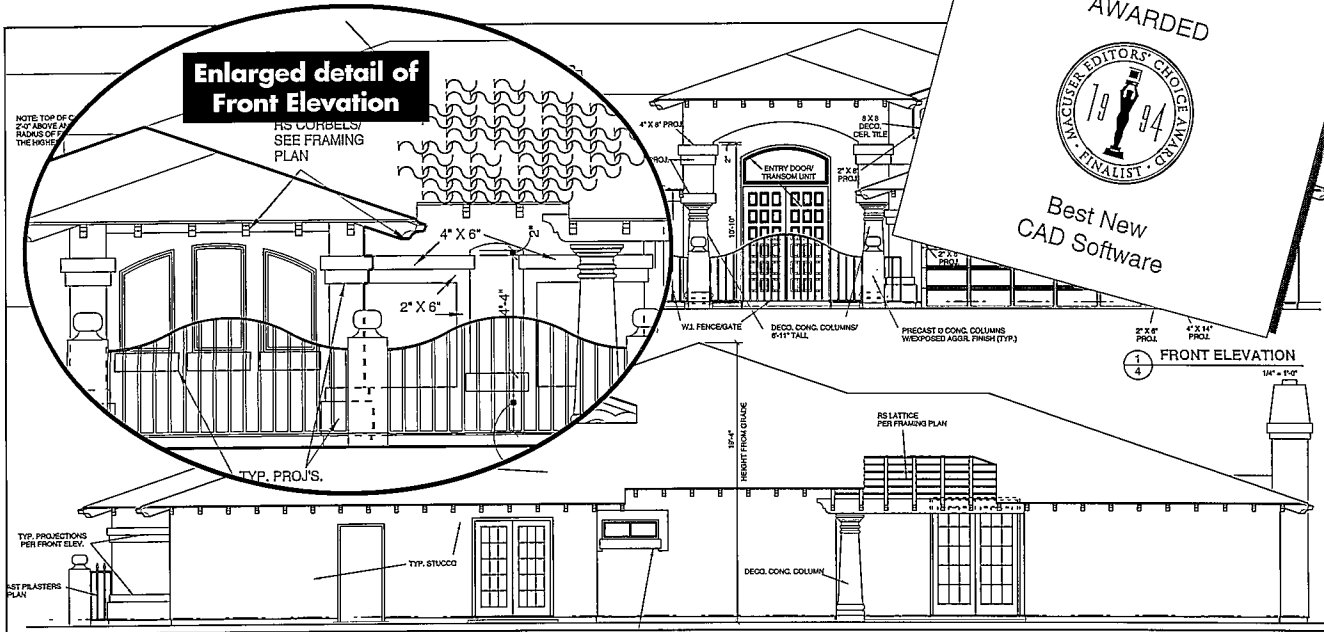 Enlarged detail of
Front Elevation
NOTE: TOP OF
2'-0" ABOVE
RADIUS OF
THE
RS CORBELS/
SEE FRAMING
PLAN
4" X 6"
2"
2" X 6"
4'-4"
TYP. PROJ'S.
AWARDED
MACUSER EDITORS' CHOICE AWARD
1994
FINALIST
Best New
CAD Software
4" X 8" PROJ.
PROJ.
8 X 8
DECO.
CER. TILE
2" X 8"
PROJ.
ENTRY DOOR/
TRANSOM UNIT
10'-10"
2" X 6"
PROJ.
W.I. FENCE/GATE
DECO. CONC. COLUMNS/
6'-11" TALL
PRECAST & CONC. COLUMNS
W/EXPOSED AGGR. FINISH (TYP.)
2" X 6"
PROJ.
4" X 14"
PROJ.
1
4
FRONT ELEVATION
1/4" = 1'-0"
19'-4"
HEIGHT FROM GRADE
RS LATTICE
PER FRAMING PLAN
TYP. PROJECTIONS
PER FRONT ELEV.
TYP. STUCCO
DECO. CONC. COLUMN
AST PILASTERS
PLAN